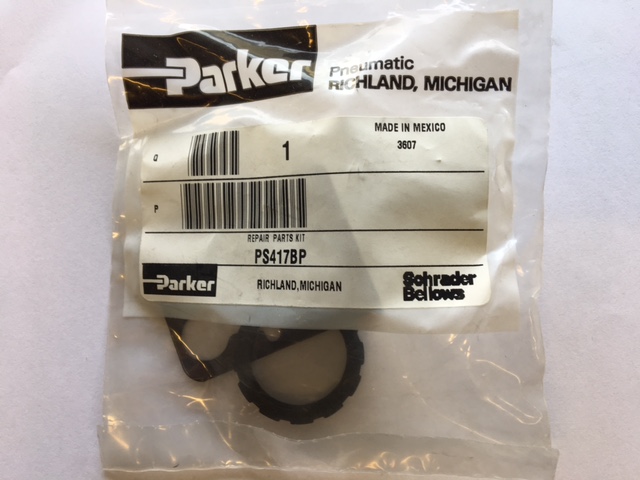 Parker
Pneumatic
RICHLAND, MICHIGAN
Q 1
MADE IN MEXICO
3607
P
REPAIR PARTS KIT
PS417BP
Parker RICHLAND, MICHIGAN Schrader
Bellows